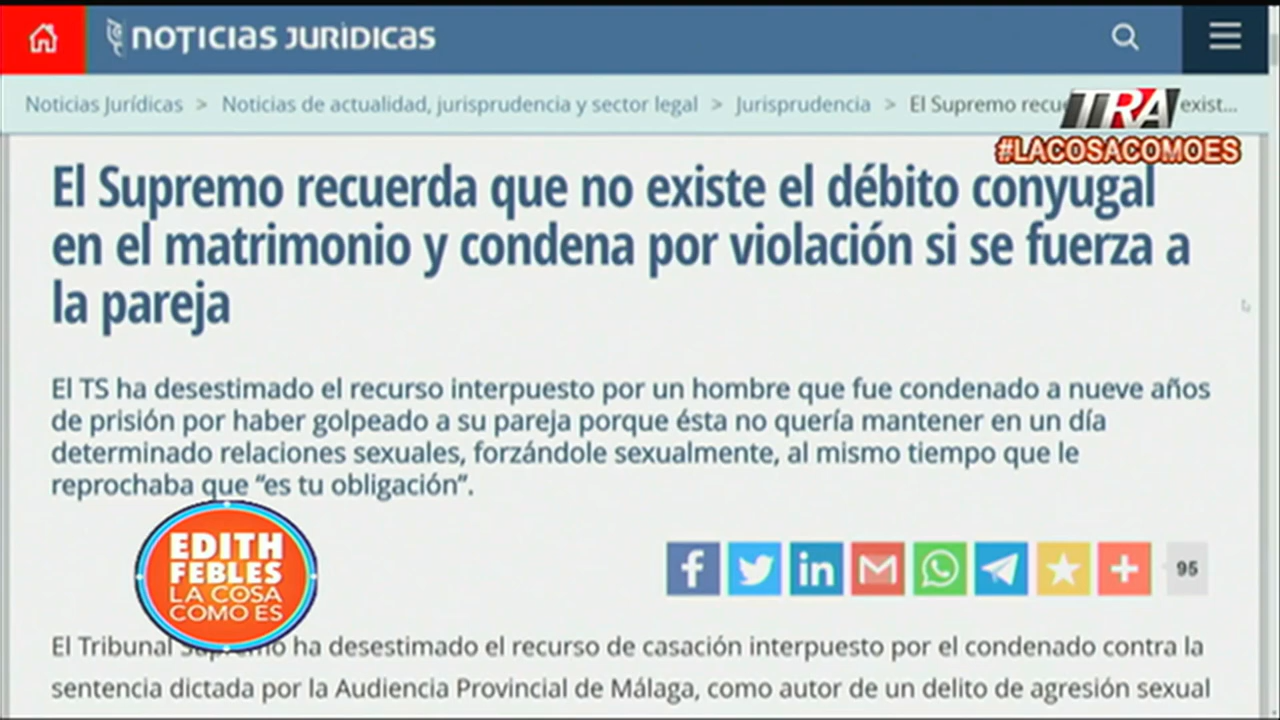 NOTICIAS JURÍDICAS
Noticias Jurídicas > Noticias de actualidad, jurisprudencia y sector legal > Jurisprudencia > El Supremo exist...
TRA
#LACOSACOMOES
El Supremo recuerda que no existe el débito conyugal
en el matrimonio y condena por violación si se fuerza a
la pareja
El TS ha desestimado el recurso interpuesto por un hombre que fue condenado a nueve años
de prisión por haber golpeado a su pareja porque ésta no quería mantener en un día
determinado relaciones sexuales, forzándole sexualmente, al mismo tiempo que le
reprochaba que “es tu obligación”.
EDITH
FEBLES
LA COSA
COMO ES
f in 95
El Tribunal Supremo ha desestimado el recurso de casación interpuesto por el condenado contra la
sentencia dictada por la Audiencia Provincial de Málaga, como autor de un delito de agresión sexual